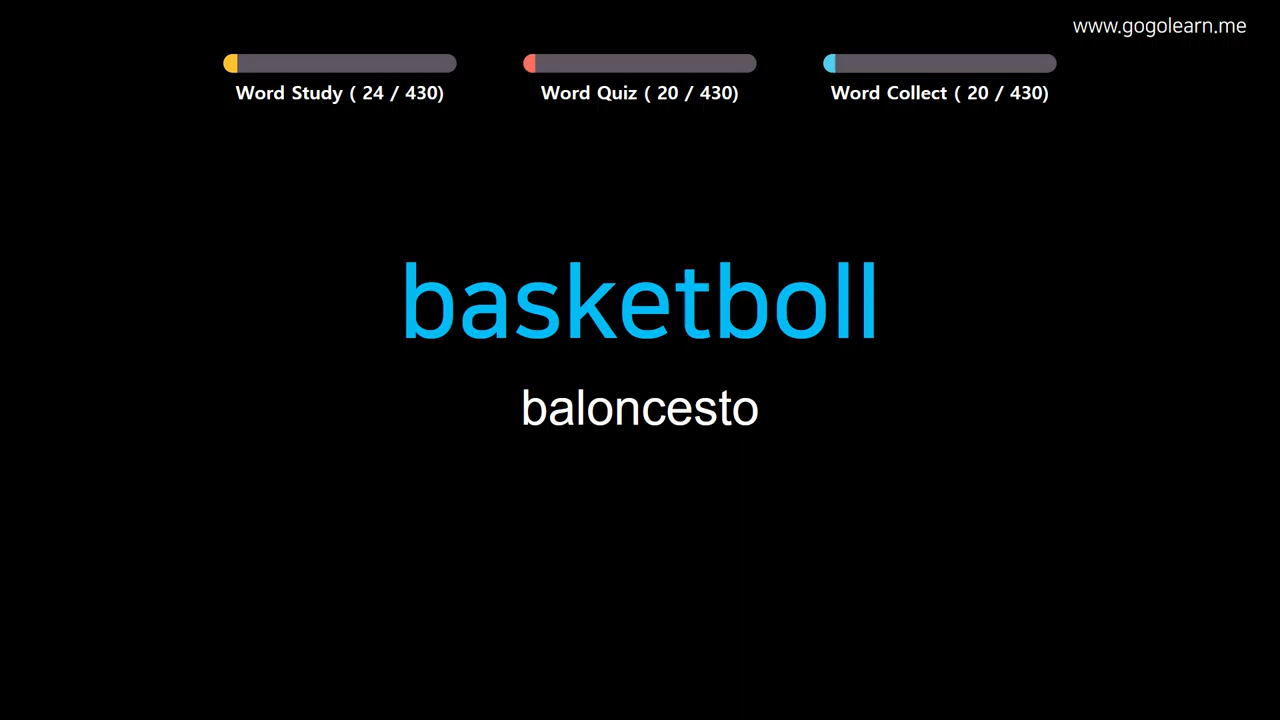 www.gogolearn.me
Word Study ( 24 / 430)
Word Quiz ( 20 / 430)
Word Collect ( 20 / 430)
basketboll
baloncesto